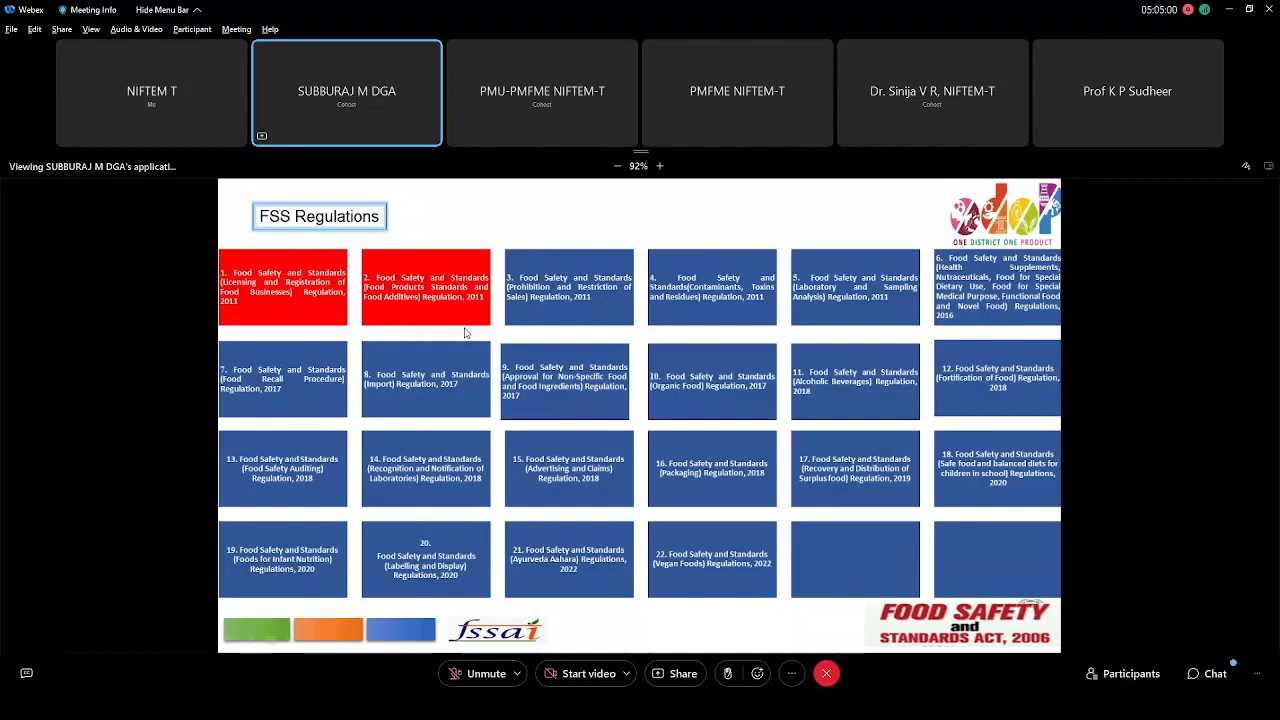 Webex Meeting Info Hide Menu Bar 05:05:00
File Edit Share View Audio & Video Participant Meeting Help
NIFTEM T
Me
SUBBURAJ M DGA
Cohost
PMU-PMFME NIFTEM-T
Cohost
PMFME NIFTEM-T
Dr. Sinija V R, NIFTEM-T
Cohost
Prof K P Sudheer
Viewing SUBBURAJ M DGA's applicati...
92%
FSS Regulations
ONE DISTRICT ONE PRODUCT
1. Food Safety and Standards
(Licensing and Registration of
Food Businesses) Regulation,
2011
2. Food Safety and Standards
(Food Products Standards and
Food Additives) Regulation, 2011
3. Food Safety and Standards
(Prohibition and Restriction of
Sales) Regulation, 2011
4. Food Safety and
Standards(Contaminants, Toxins
and Residues) Regulation, 2011
5. Food Safety and Standards
(Laboratory and Sampling
Analysis) Regulation, 2011
6. Food Safety and Standards
(Health Supplements,
Nutraceuticals, Food for Special
Dietary Use, Food for Special
Medical Purpose, Functional Food
and Novel Food) Regulations,
2016
7. Food Safety and Standards
(Food Recall Procedure)
Regulation, 2017
8. Food Safety and Standards
(Import) Regulation, 2017
9. Food Safety and Standards
(Approval for Non-Specific Food
and Food Ingredients) Regulation,
2017
10. Food Safety and Standards
(Organic Food) Regulation, 2017
11. Food Safety and Standards
(Alcoholic Beverages) Regulation,
2018
12. Food Safety and Standards
(Fortification of Food) Regulation,
2018
13. Food Safety and Standards
(Food Safety Auditing)
Regulation, 2018
14. Food Safety and Standards
(Recognition and Notification of
Laboratories) Regulation, 2018
15. Food Safety and Standards
(Advertising and Claims)
Regulation, 2018
16. Food Safety and Standards
(Packaging) Regulation, 2018
17. Food Safety and Standards
(Recovery and Distribution of
Surplus food) Regulation, 2019
18. Food Safety and Standards
(Safe food and balanced diets for
children in school) Regulations,
2020
19. Food Safety and Standards
(Foods for Infant Nutrition)
Regulations, 2020
20.
Food Safety and Standards
(Labelling and Display)
Regulations, 2020
21. Food Safety and Standards
(Ayurveda Aahara) Regulations,
2022
22. Food Safety and Standards
(Vegan Foods) Regulations, 2022
fssai
FOOD SAFETY
and
STANDARDS ACT, 2006
Unmute Start video Share Participants Chat